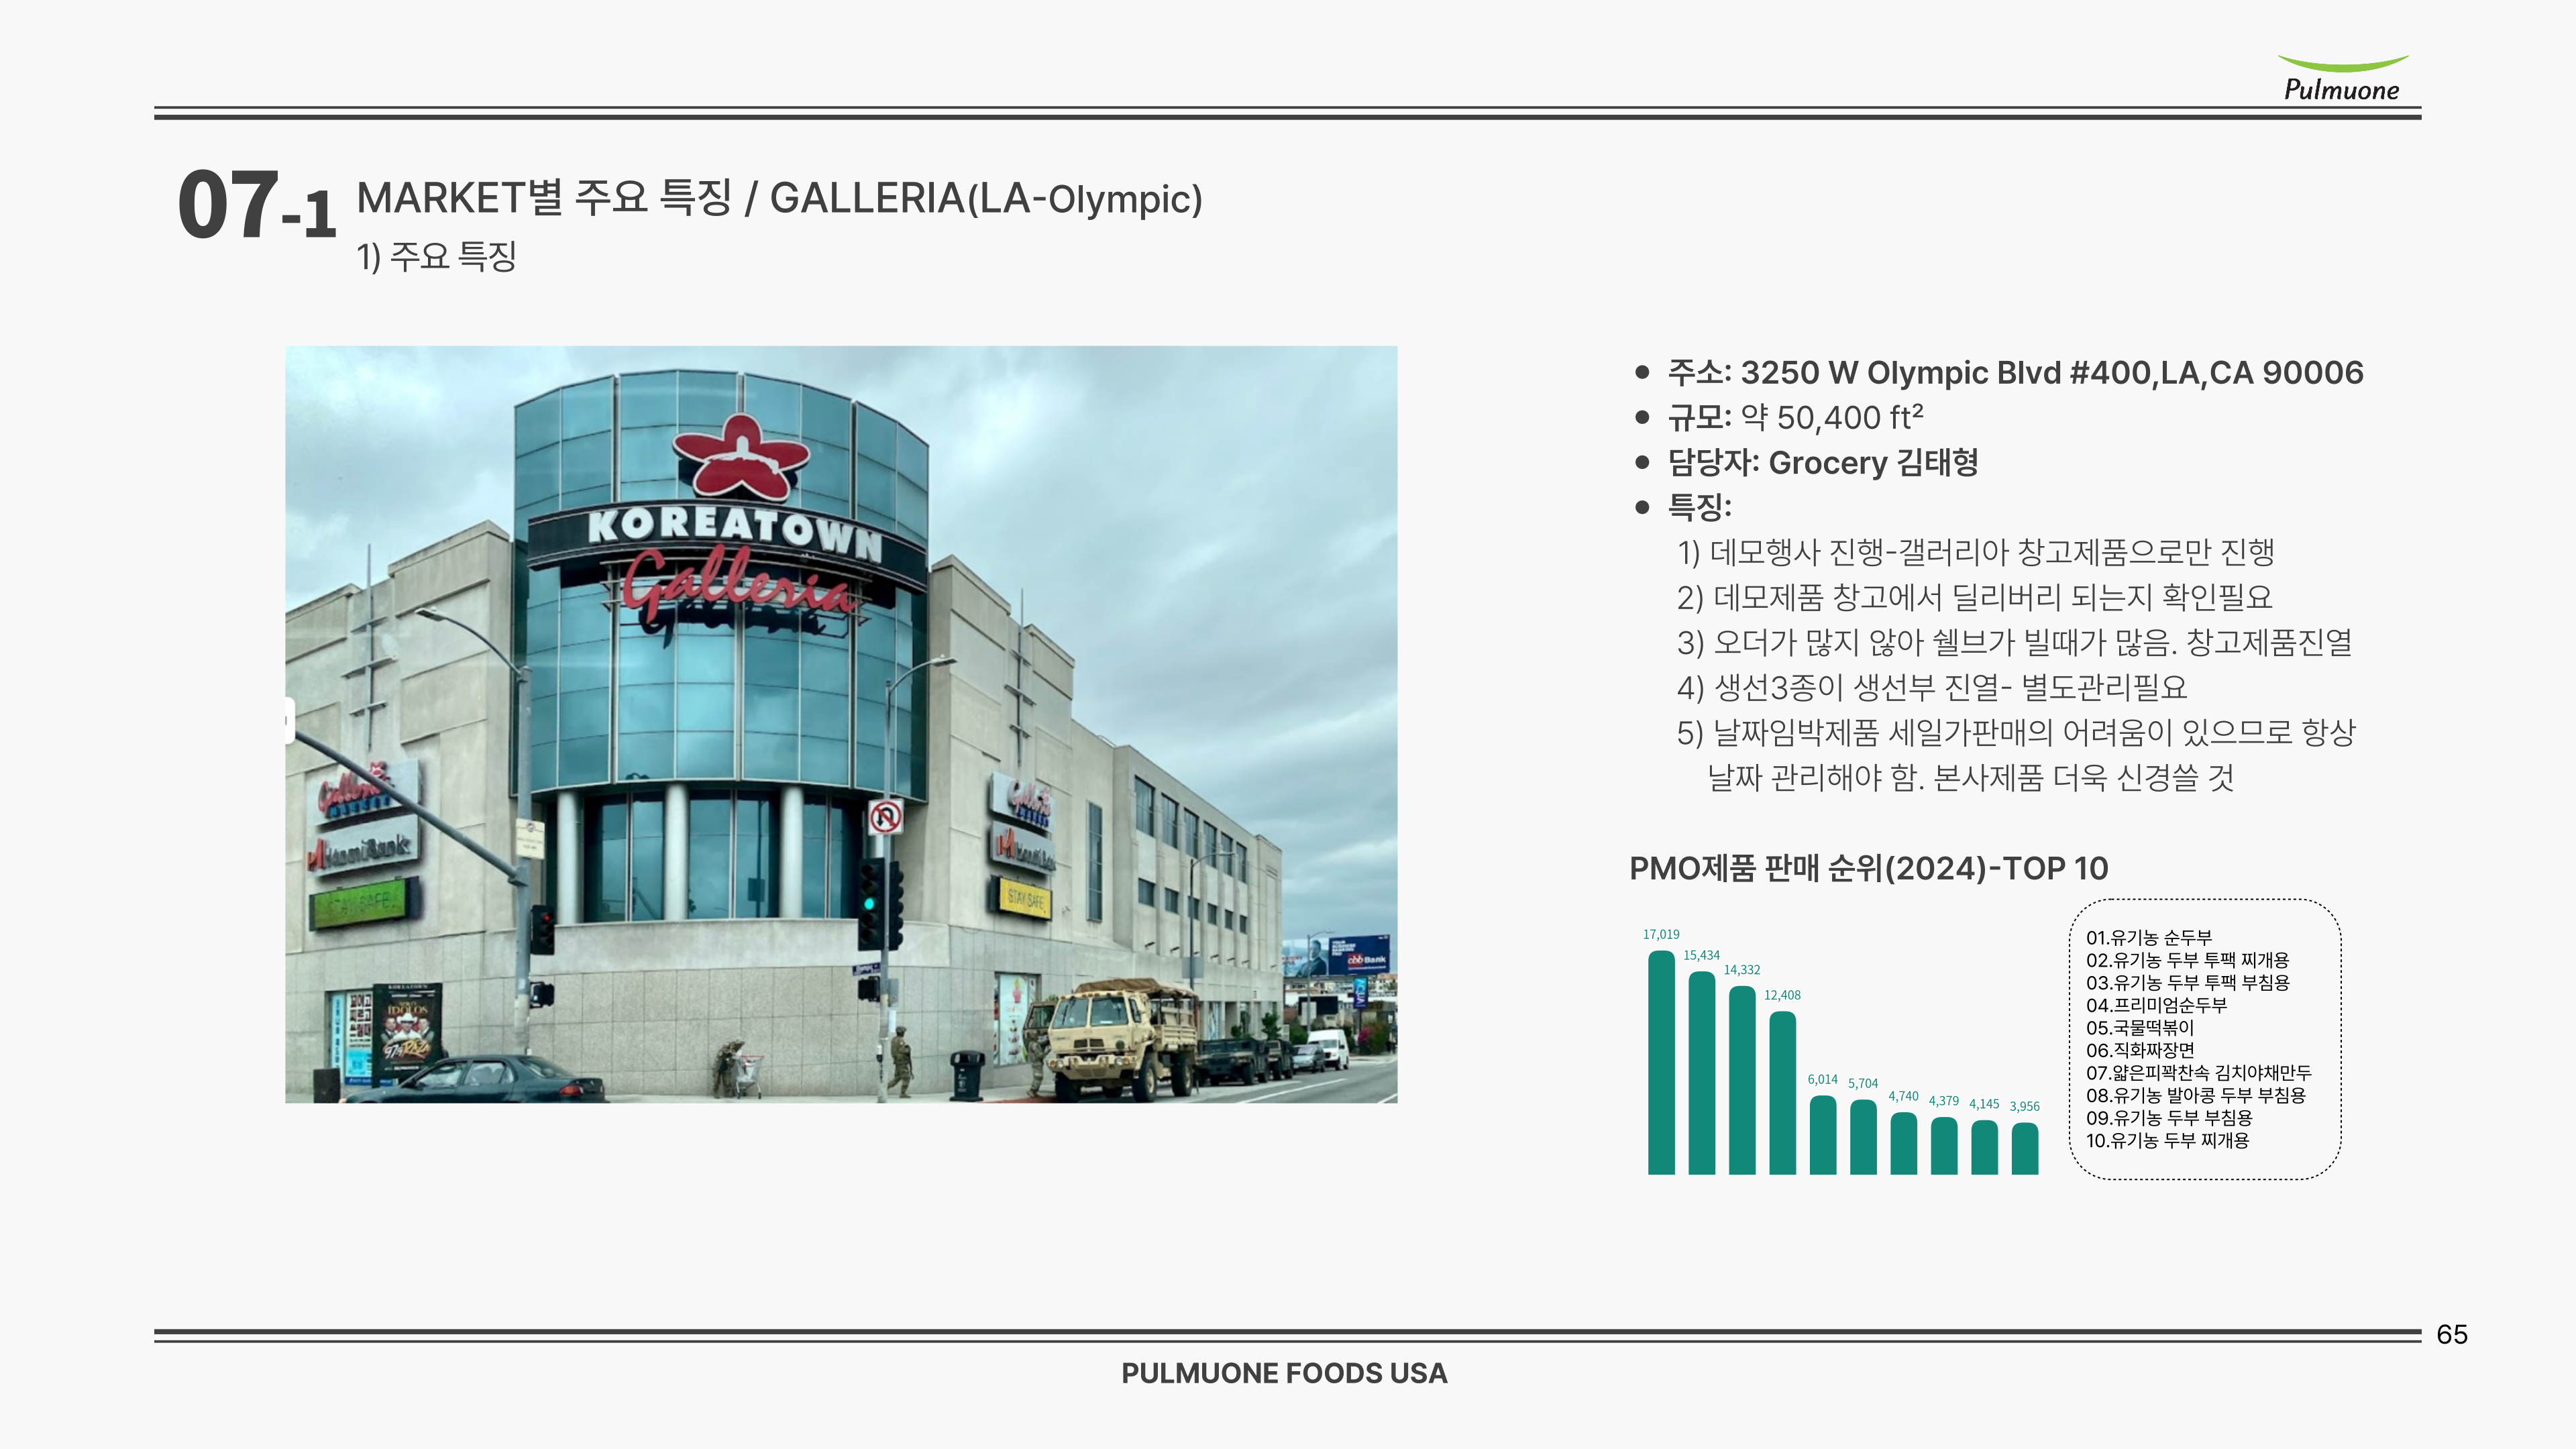 Pulmuone
07-1 MARKET별 주요 특징 / GALLERIA(LA-Olympic)
1) 주요 특징
KOREATOWN
Galleria
Galleria
HanmiBank
STAY SAFE
STAY SAFE
IDOLOS
cbb Bank
• 주소: 3250 W Olympic Blvd #400,LA,CA 90006
• 규모: 약 50,400 ft²
• 담당자: Grocery 김태형
• 특징:
1) 데모행사 진행-갤러리아 창고제품으로만 진행
2) 데모제품 창고에서 딜리버리 되는지 확인필요
3) 오더가 많지 않아 쉘브가 빌때가 많음. 창고제품진열
4) 생선3종이 생선부 진열- 별도관리필요
5) 날짜임박제품 세일가판매의 어려움이 있으므로 항상
날짜 관리해야 함. 본사제품 더욱 신경쓸 것
PMO제품 판매 순위(2024)-TOP 10
17,019
15,434
14,332
12,408
6,014
5,704
4,740
4,379
4,145
3,956
01.유기농 순두부
02.유기농 두부 투팩 찌개용
03.유기농 두부 투팩 부침용
04.프리미엄순두부
05.국물떡볶이
06.직화짜장면
07.얇은피꽉찬속 김치야채만두
08.유기농 발아콩 두부 부침용
09.유기농 두부 부침용
10.유기농 두부 찌개용
65
PULMUONE FOODS USA